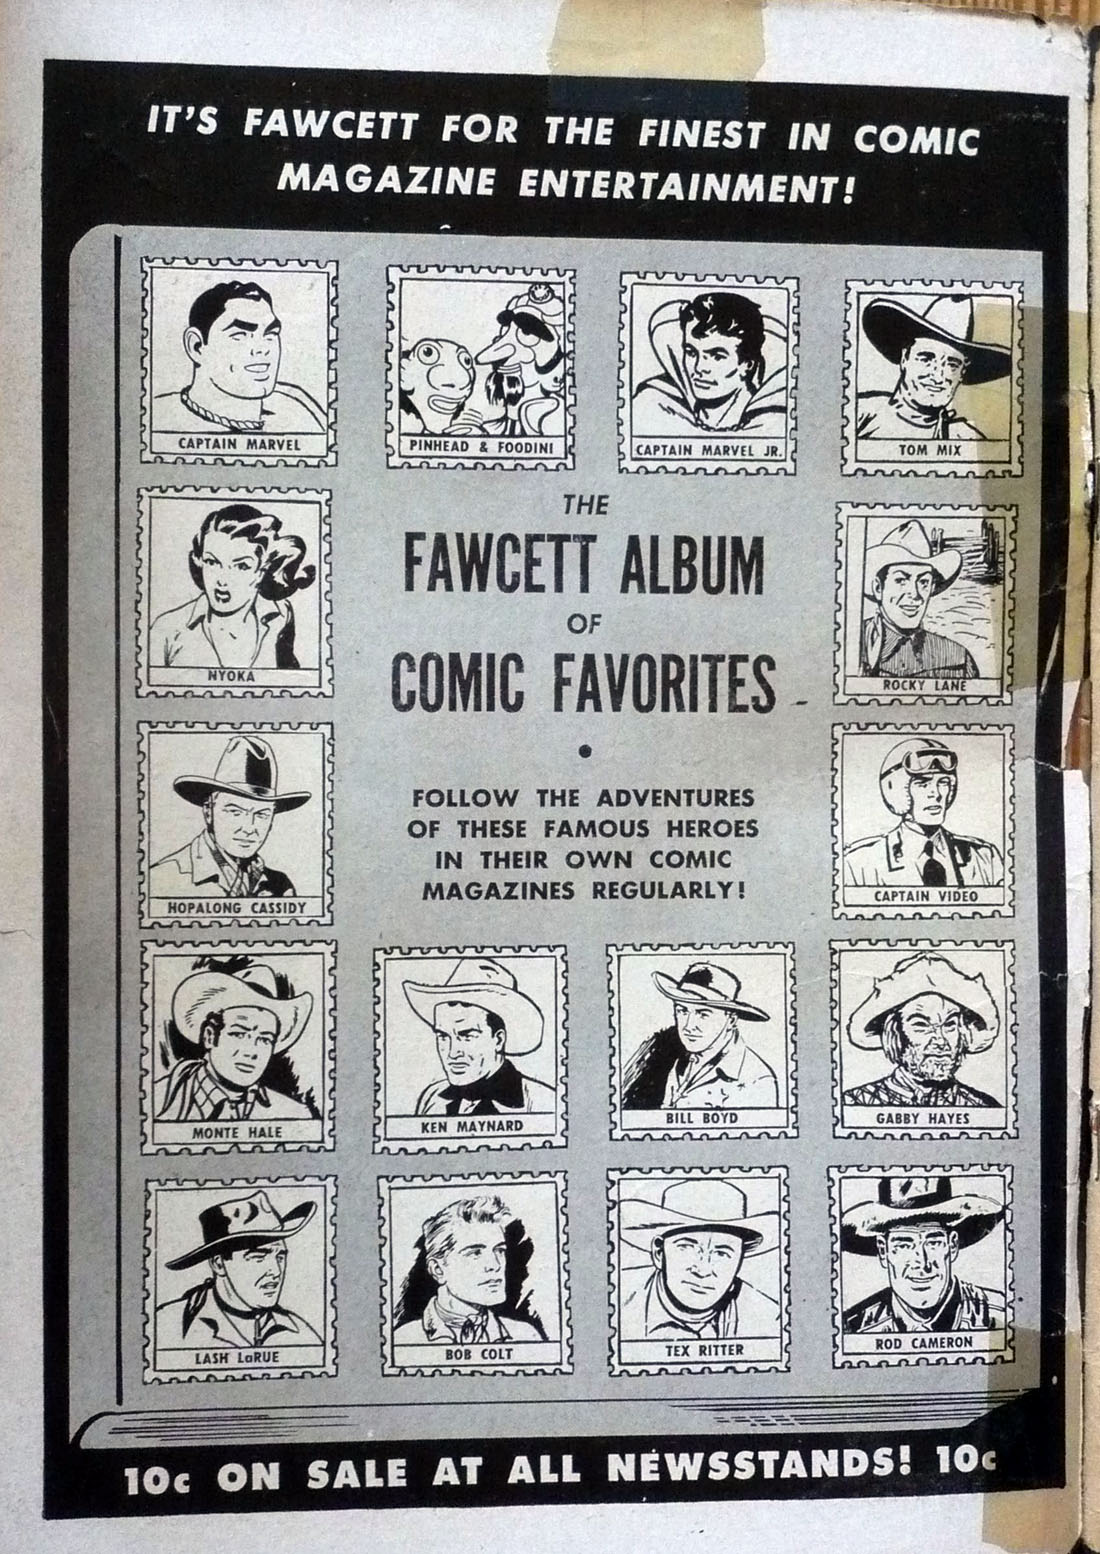 IT'S FAWCETT FOR THE FINEST IN COMIC
MAGAZINE ENTERTAINMENT!
CAPTAIN MARVEL
PINHEAD & FOODINI
CAPTAIN MARVEL JR.
TOM MIX
THE
FAWCETT ALBUM
OF
COMIC FAVORITES
NYOKA
ROCKY LANE
FOLLOW THE ADVENTURES
OF THESE FAMOUS HEROES
IN THEIR OWN COMIC
MAGAZINES REGULARLY!
HOPALONG CASSIDY
CAPTAIN VIDEO
MONTE HALE
KEN MAYNARD
BILL BOYD
GABBY HAYES
LASH LaRUE
BOB COLT
TEX RITTER
ROD CAMERON
10c ON SALE AT ALL NEWSSTANDS! 10c